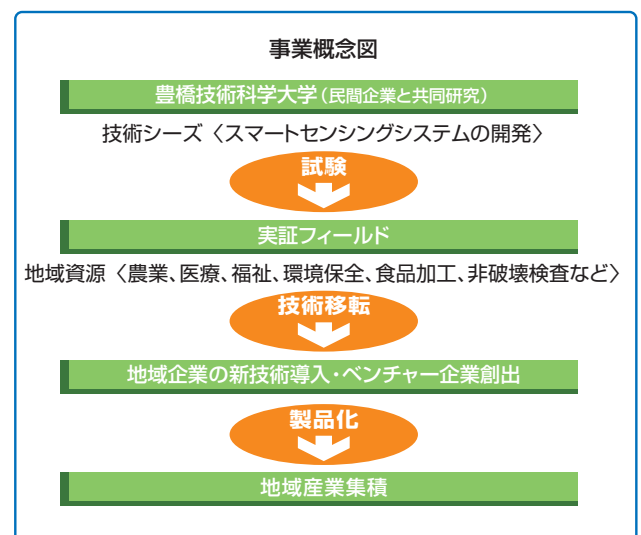 事業概念図
豊橋技術科学大学（民間企業と共同研究）
技術シーズ〈スマートセンシングシステムの開発〉
試験
実証フィールド
地域資源〈農業、医療、福祉、環境保全、食品加工、非破壊検査など〉
技術移転
地域企業の新技術導入・ベンチャー企業創出
製品化
地域産業集積